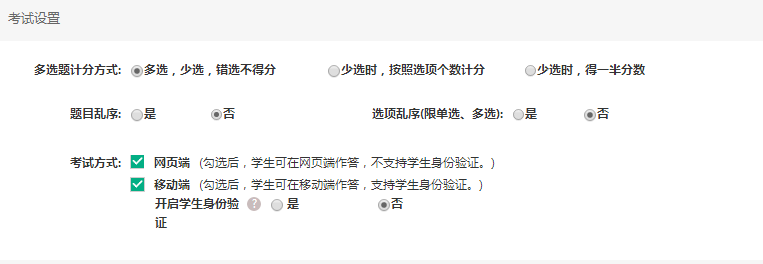 考试设置
多选题计分方式: 多选，少选，错选不得分 少选时，按照选项个数计分 少选时，得一半分数
题目乱序: 是 否 选项乱序(限单选、多选): 是 否
考试方式: 网页端 (勾选后，学生可在网页端作答，不支持学生身份验证。)
移动端 (勾选后，学生可在移动端作答，支持学生身份验证。)
开启学生身份验 ? 是 否
证